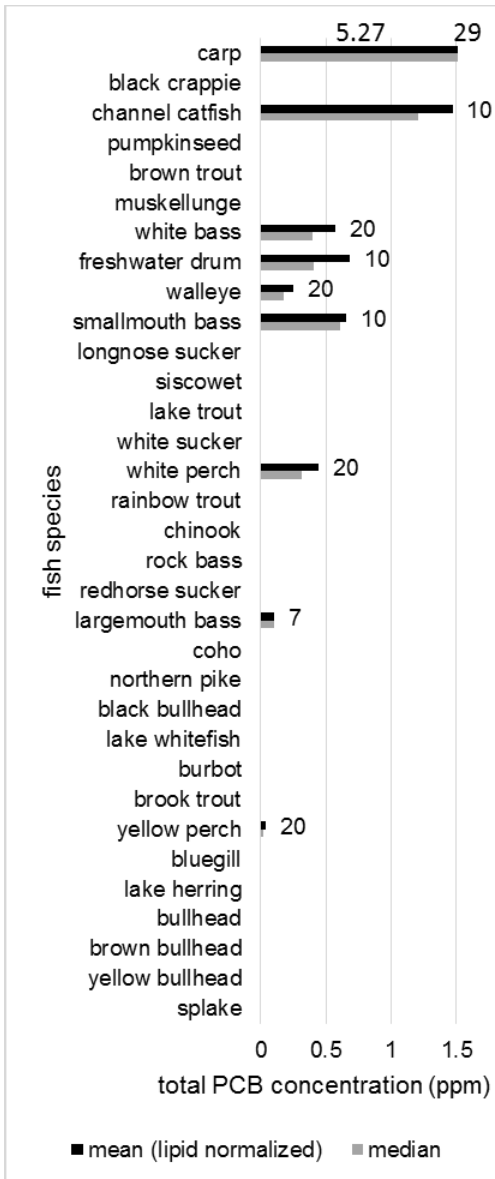 5.27 29
carp
black crappie
channel catfish 10
pumpkinseed
brown trout
muskellunge
white bass 20
freshwater drum 10
walleye 20
smallmouth bass 10
longnose sucker
siscowet
lake trout
white sucker
white perch 20
rainbow trout
chinook
rock bass
redhorse sucker
largemouth bass 7
coho
northern pike
black bullhead
lake whitefish
burbot
brook trout
yellow perch 20
bluegill
lake herring
bullhead
brown bullhead
yellow bullhead
splake
fish species
0 0.5 1 1.5
total PCB concentration (ppm)
mean (lipid normalized) median